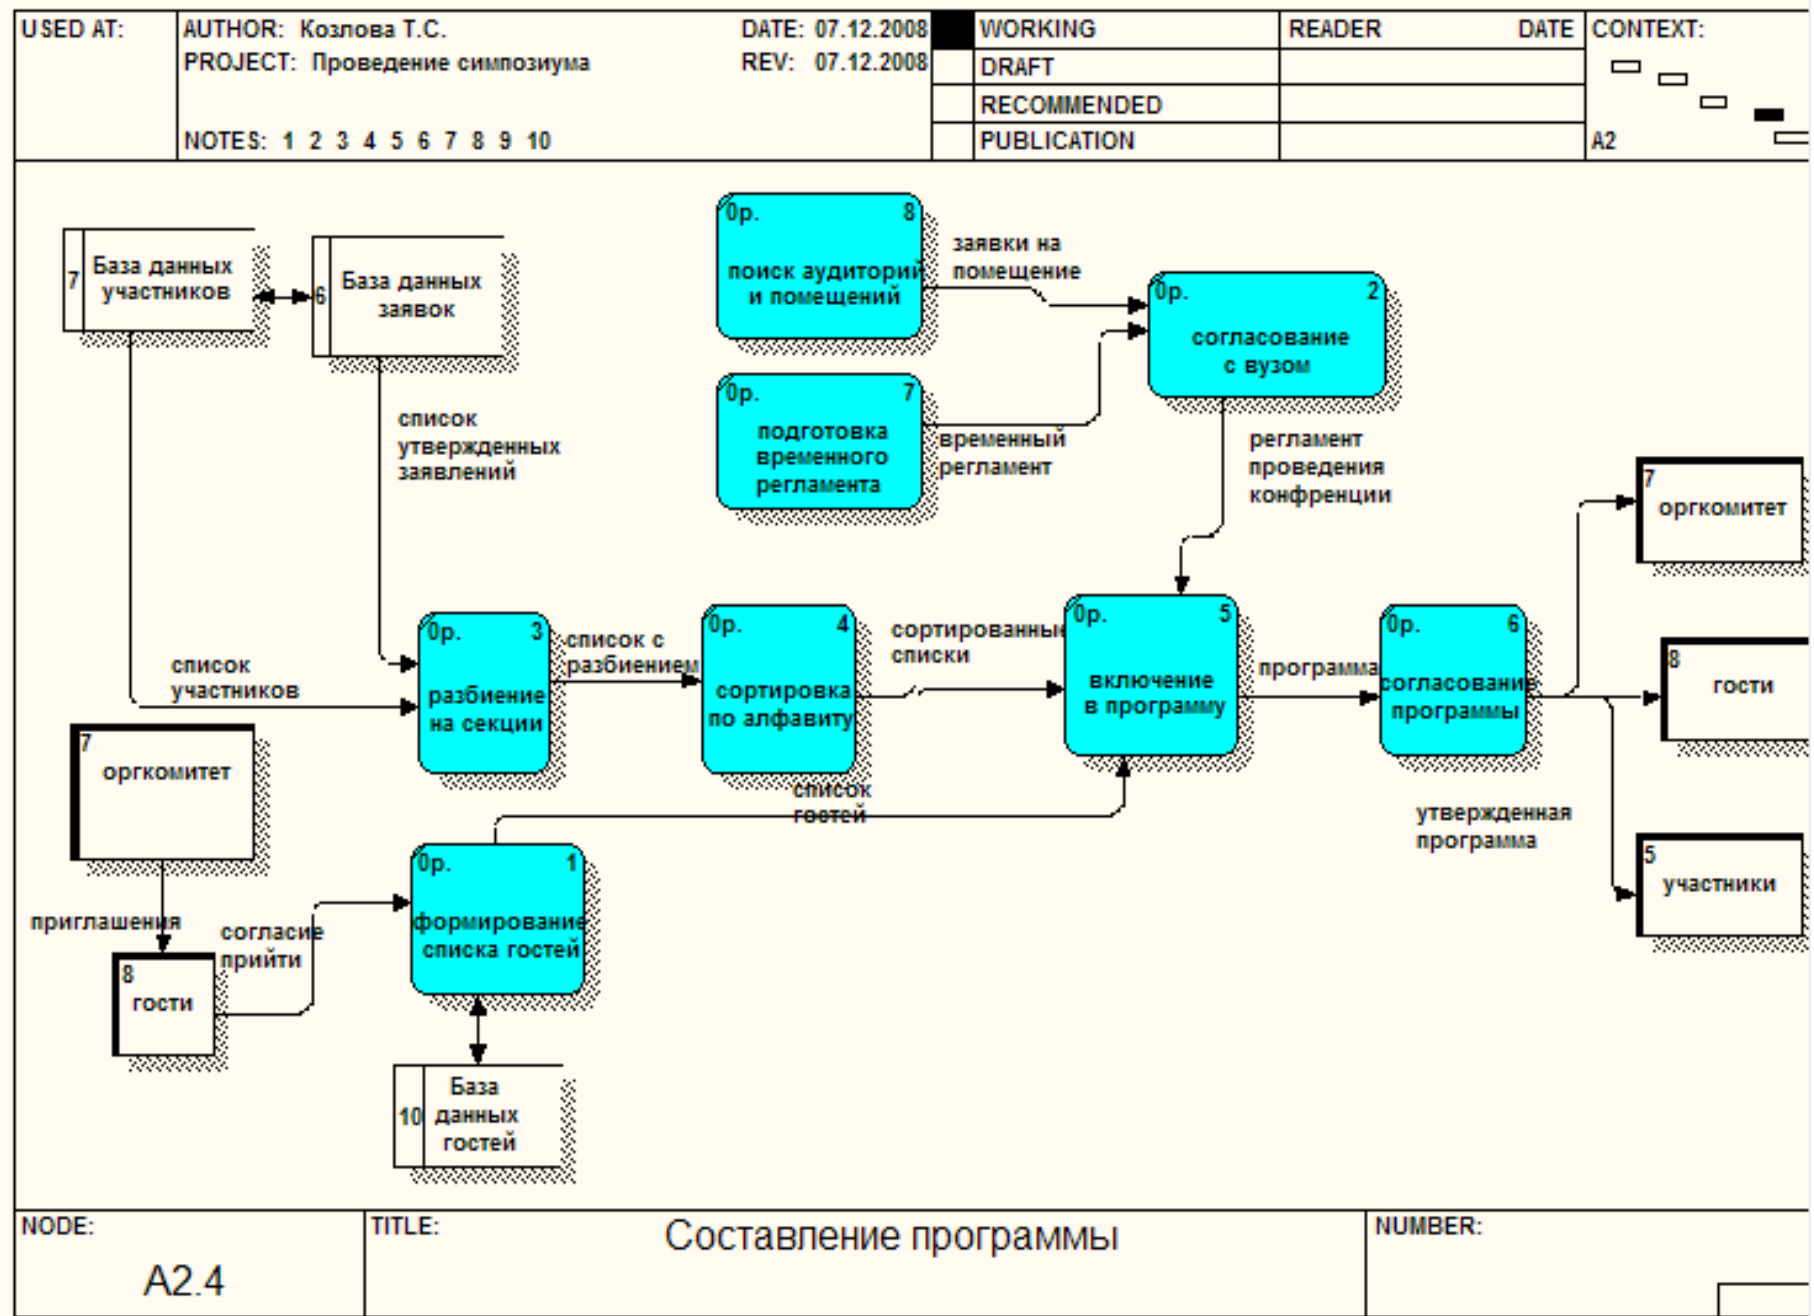 USED AT:
AUTHOR: Козлова Т.С.
DATE: 07.12.2008
PROJECT: Проведение симпозиума
REV: 07.12.2008
NOTES: 1 2 3 4 5 6 7 8 9 10
WORKING
DRAFT
RECOMMENDED
PUBLICATION
READER
DATE
CONTEXT:
A2
7
База данных
участников
6
База данных
заявок
0р. 8
поиск аудиторий
и помещений
заявки на
помещение
0р. 2
согласование
с вузом
0р. 7
подготовка
временного
регламента
временный
регламент
список
утвержденных
заявлений
регламент
проведения
конфренции
7
оргкомитет
0р. 3
разбиение
на секции
список с
разбиением
0р. 4
сортировка
по алфавиту
сортированные
списки
0р. 5
включение
в программу
программа
0р. 6
согласование
программы
8
гости
список
участников
7
оргкомитет
список
гостей
утвержденная
программа
5
участники
0р. 1
формирование
списка гостей
приглашения
согласие
прийти
8
гости
10
База
данных
гостей
NODE:
A2.4
TITLE:
Составление программы
NUMBER: